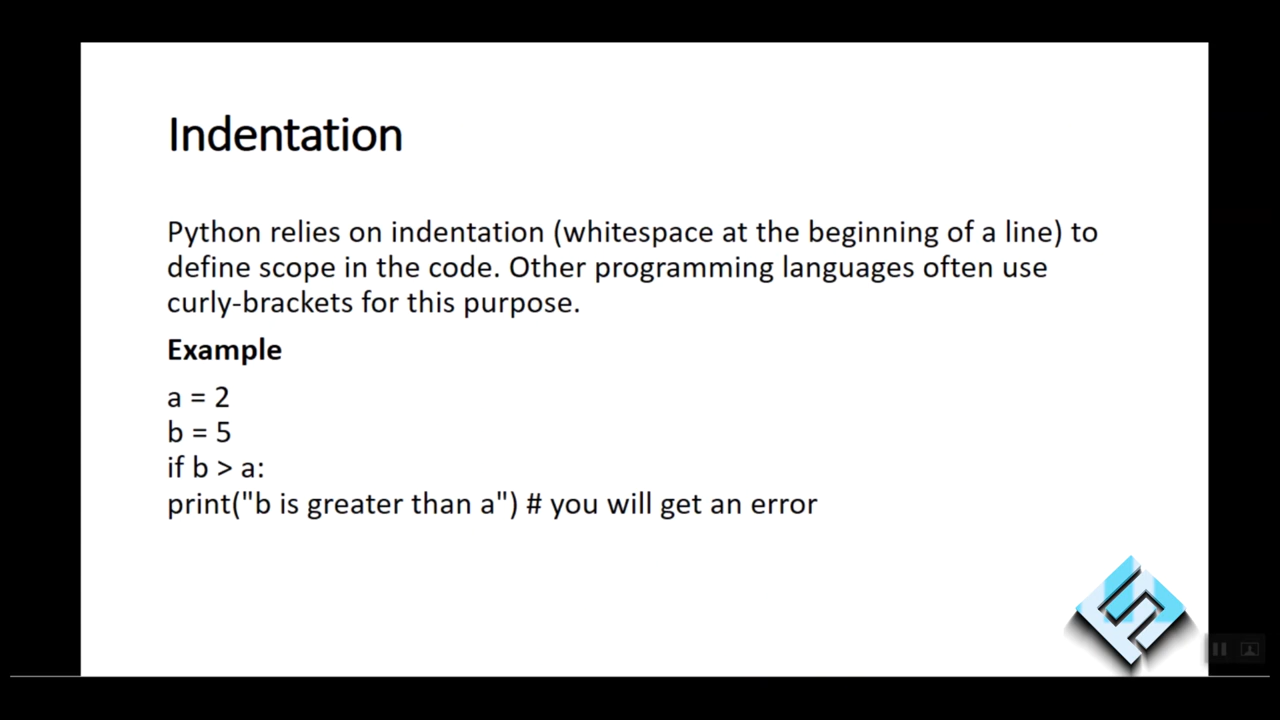 Indentation
Python relies on indentation (whitespace at the beginning of a line) to
define scope in the code. Other programming languages often use
curly-brackets for this purpose.
Example
a = 2
b = 5
if b > a:
print("b is greater than a") # you will get an error